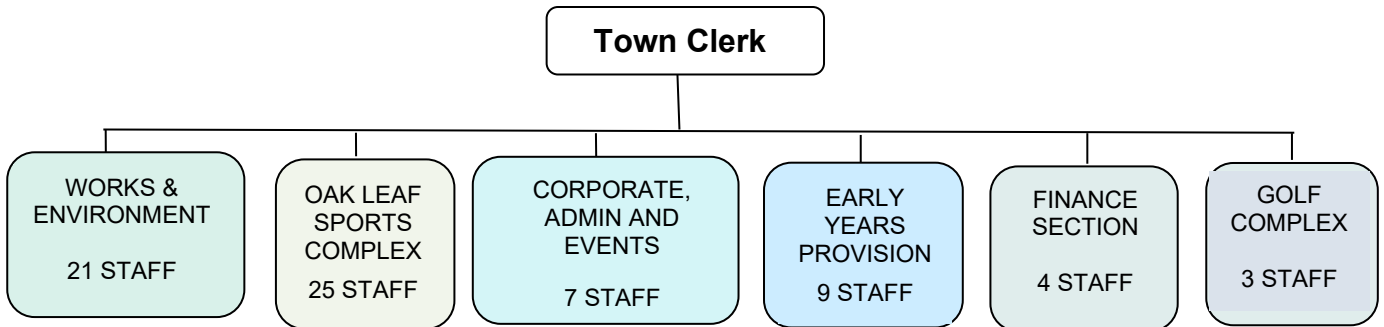 Town Clerk
WORKS &
ENVIRONMENT
21 STAFF
OAK LEAF
SPORTS
COMPLEX
25 STAFF
CORPORATE,
ADMIN AND
EVENTS
7 STAFF
EARLY
YEARS
PROVISION
9 STAFF
FINANCE
SECTION
4 STAFF
GOLF
COMPLEX
3 STAFF